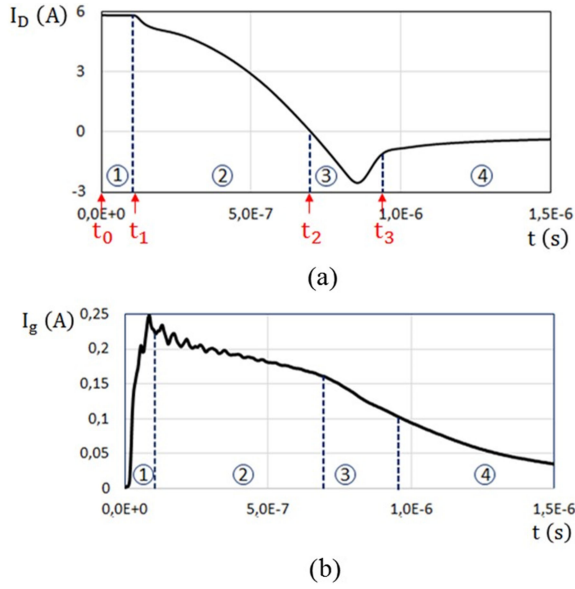 I_D (A)
6
3
0
-3
① ② ③ ④
0,0E+0 5,0E-7 1,0E-6 1,5E-6
t₀ t₁ t₂ t₃ t (s)
(a)
I_g (A)
0,25
0,2
0,15
0,1
0,05
0
① ② ③ ④
0,0E+0 5,0E-7 1,0E-6 1,5E-6
t (s)
(b)